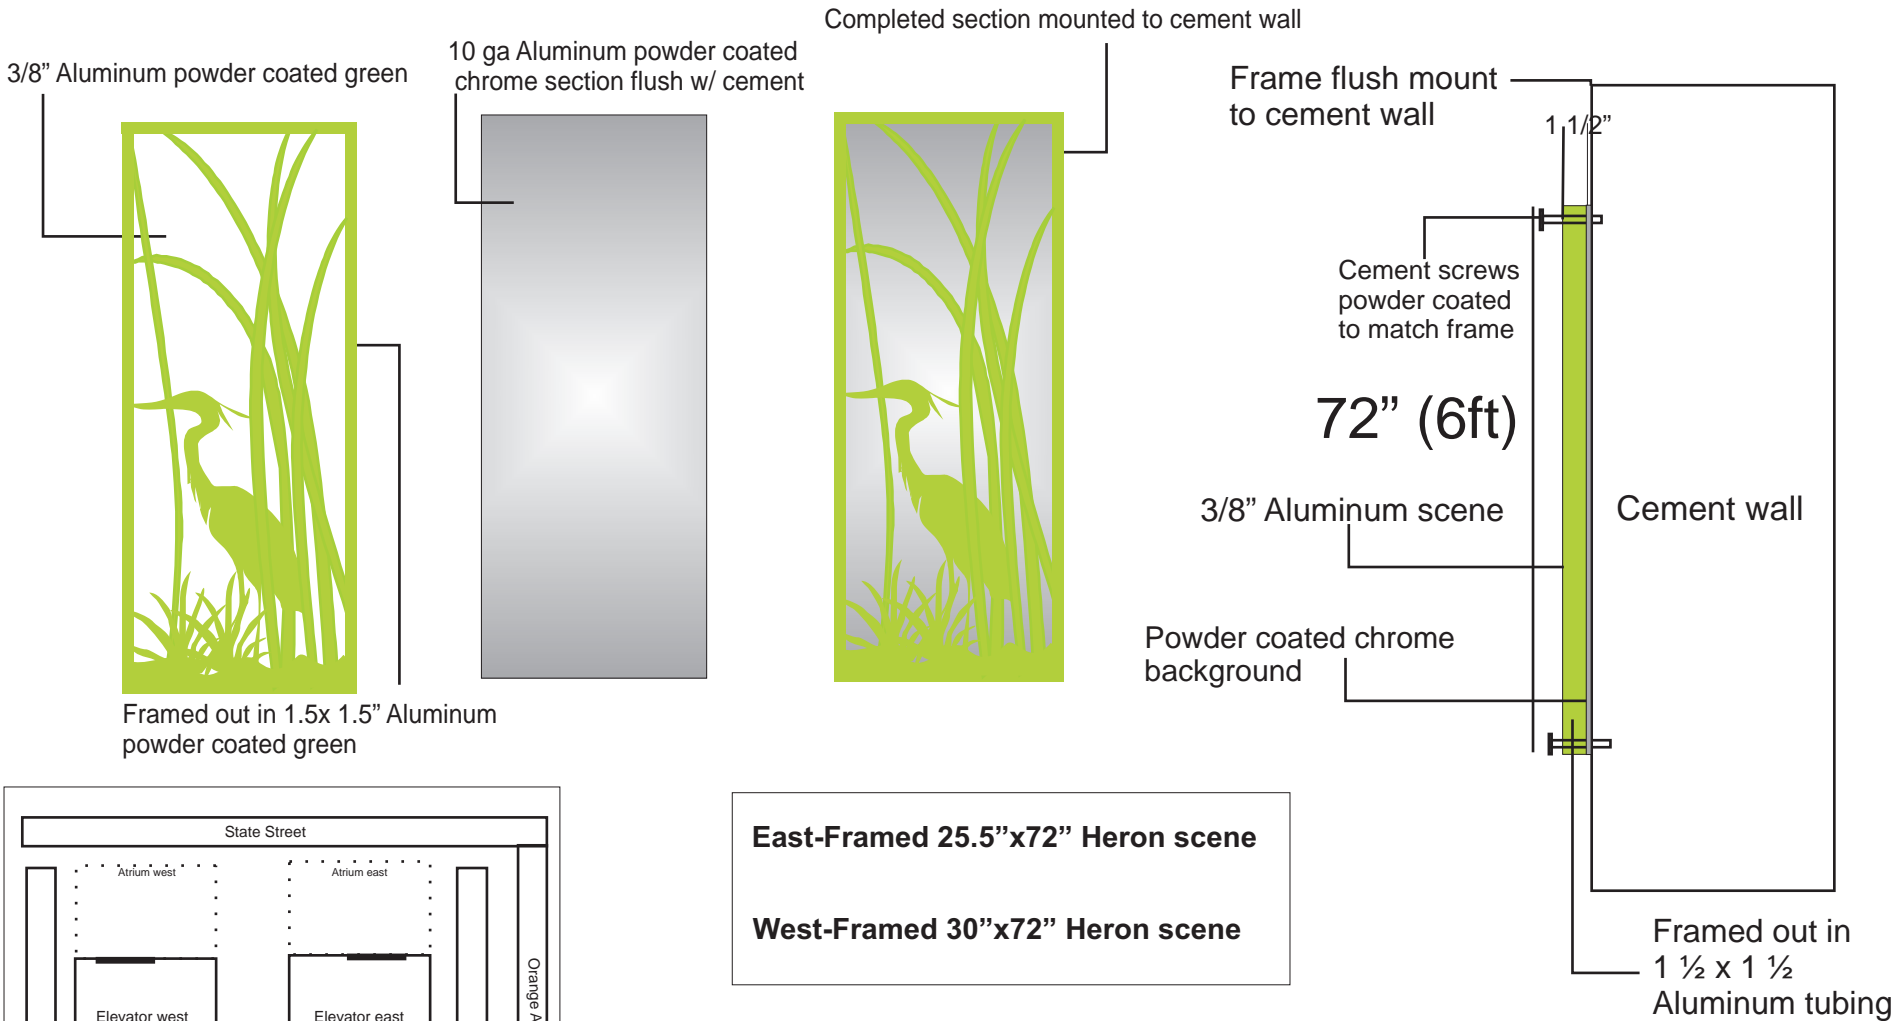 Completed section mounted to cement wall
3/8” Aluminum powder coated green
10 ga Aluminum powder coated
chrome section flush w/ cement
Frame flush mount
to cement wall
1 1/2”
Cement screws
powder coated
to match frame
72” (6ft)
3/8” Aluminum scene
Cement wall
Powder coated chrome
background
Framed out in 1.5x 1.5” Aluminum
powder coated green
Framed out in
1 ½ x 1 ½
Aluminum tubing
East-Framed 25.5”x72” Heron scene
West-Framed 30”x72” Heron scene
State Street
Atrium west
Atrium east
Orange A
Elevator west
Elevator east